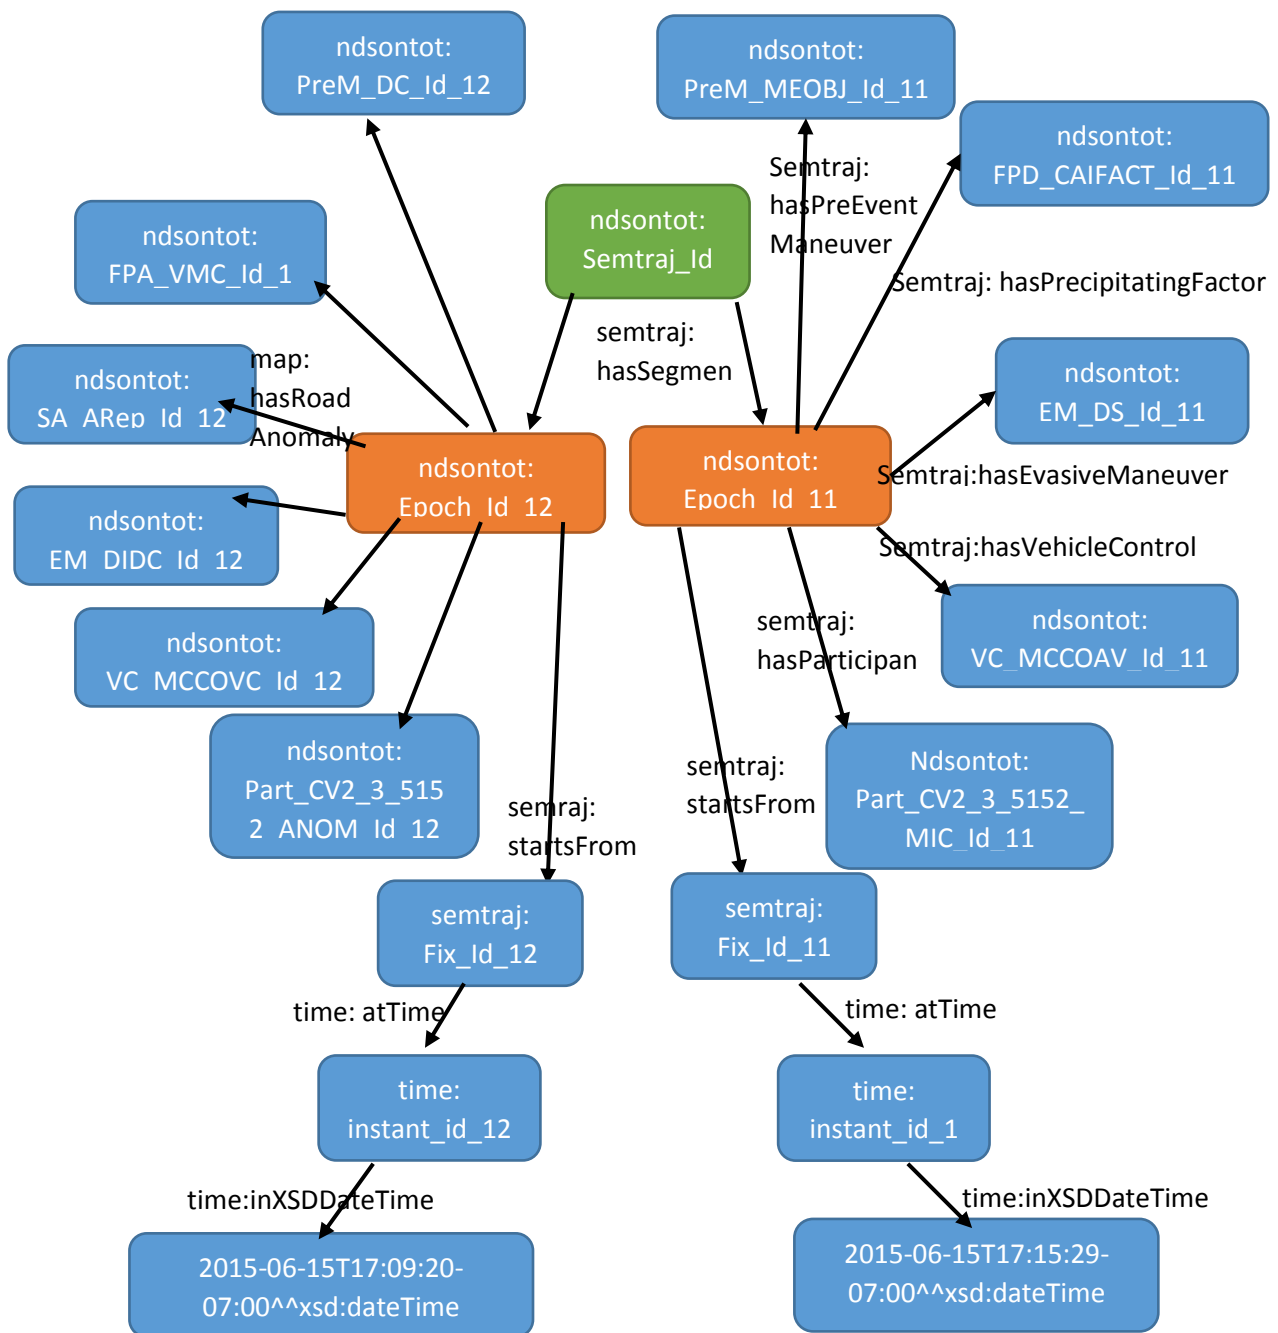 ndsontot:
PreM_DC_Id_12
ndsontot:
PreM_MEOBJ_Id_11
ndsontot:
FPD_CAIFACT_Id_11
Semtraj:
hasPreEvent
Maneuver
ndsontot:
Semtraj_Id
ndsontot:
FPA_VMC_Id_1
Semtraj: hasPrecipitatingFactor
semtraj:
hasSegmen
map:
hasRoad
Anomaly
ndsontot:
SA_ARep_Id_12
ndsontot:
EM_DS_Id_11
ndsontot:
Epoch_Id_12
ndsontot:
Epoch_Id_11
Semtraj:hasEvasiveManeuver
ndsontot:
EM_DIDC_Id_12
Semtraj:hasVehicleControl
ndsontot:
VC_MCCOVC_Id_12
semtraj:
hasParticipan
ndsontot:
VC_MCCOAV_Id_11
ndsontot:
Part_CV2_3_515
2_ANOM_Id_12
semraj:
startsFrom
semtraj:
startsFrom
Ndsontot:
Part_CV2_3_5152_
MIC_Id_11
semtraj:
Fix_Id_12
semtraj:
Fix_Id_11
time: atTime
time: atTime
time:
instant_id_12
time:
instant_id_1
time:inXSDDateTime
time:inXSDDateTime
2015-06-15T17:09:20-
07:00^^xsd:dateTime
2015-06-15T17:15:29-
07:00^^xsd:dateTime